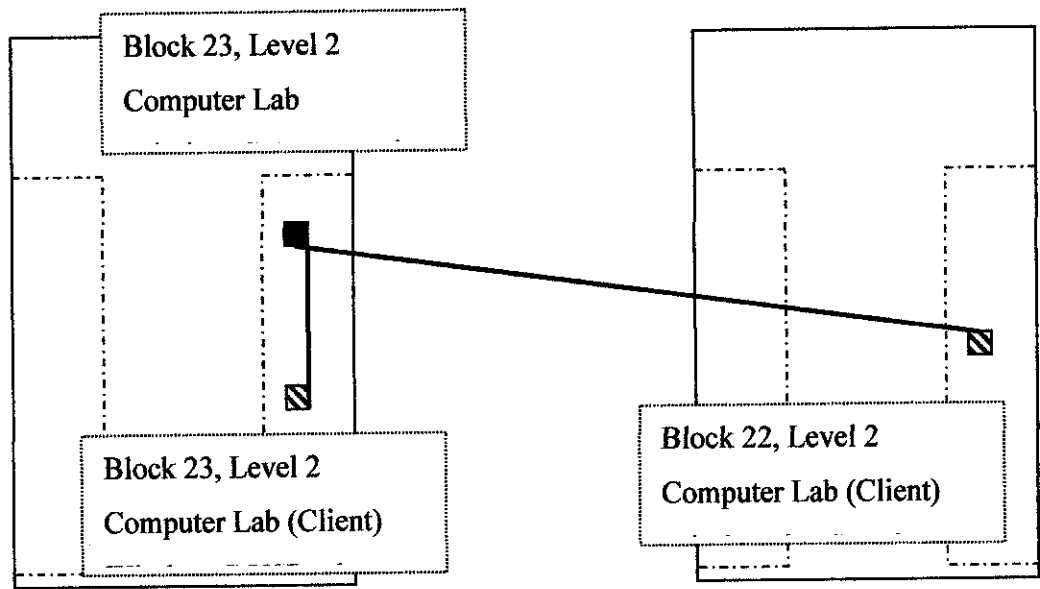 Block 23, Level 2
Computer Lab
Block 23, Level 2
Computer Lab (Client)
Block 22, Level 2
Computer Lab (Client)